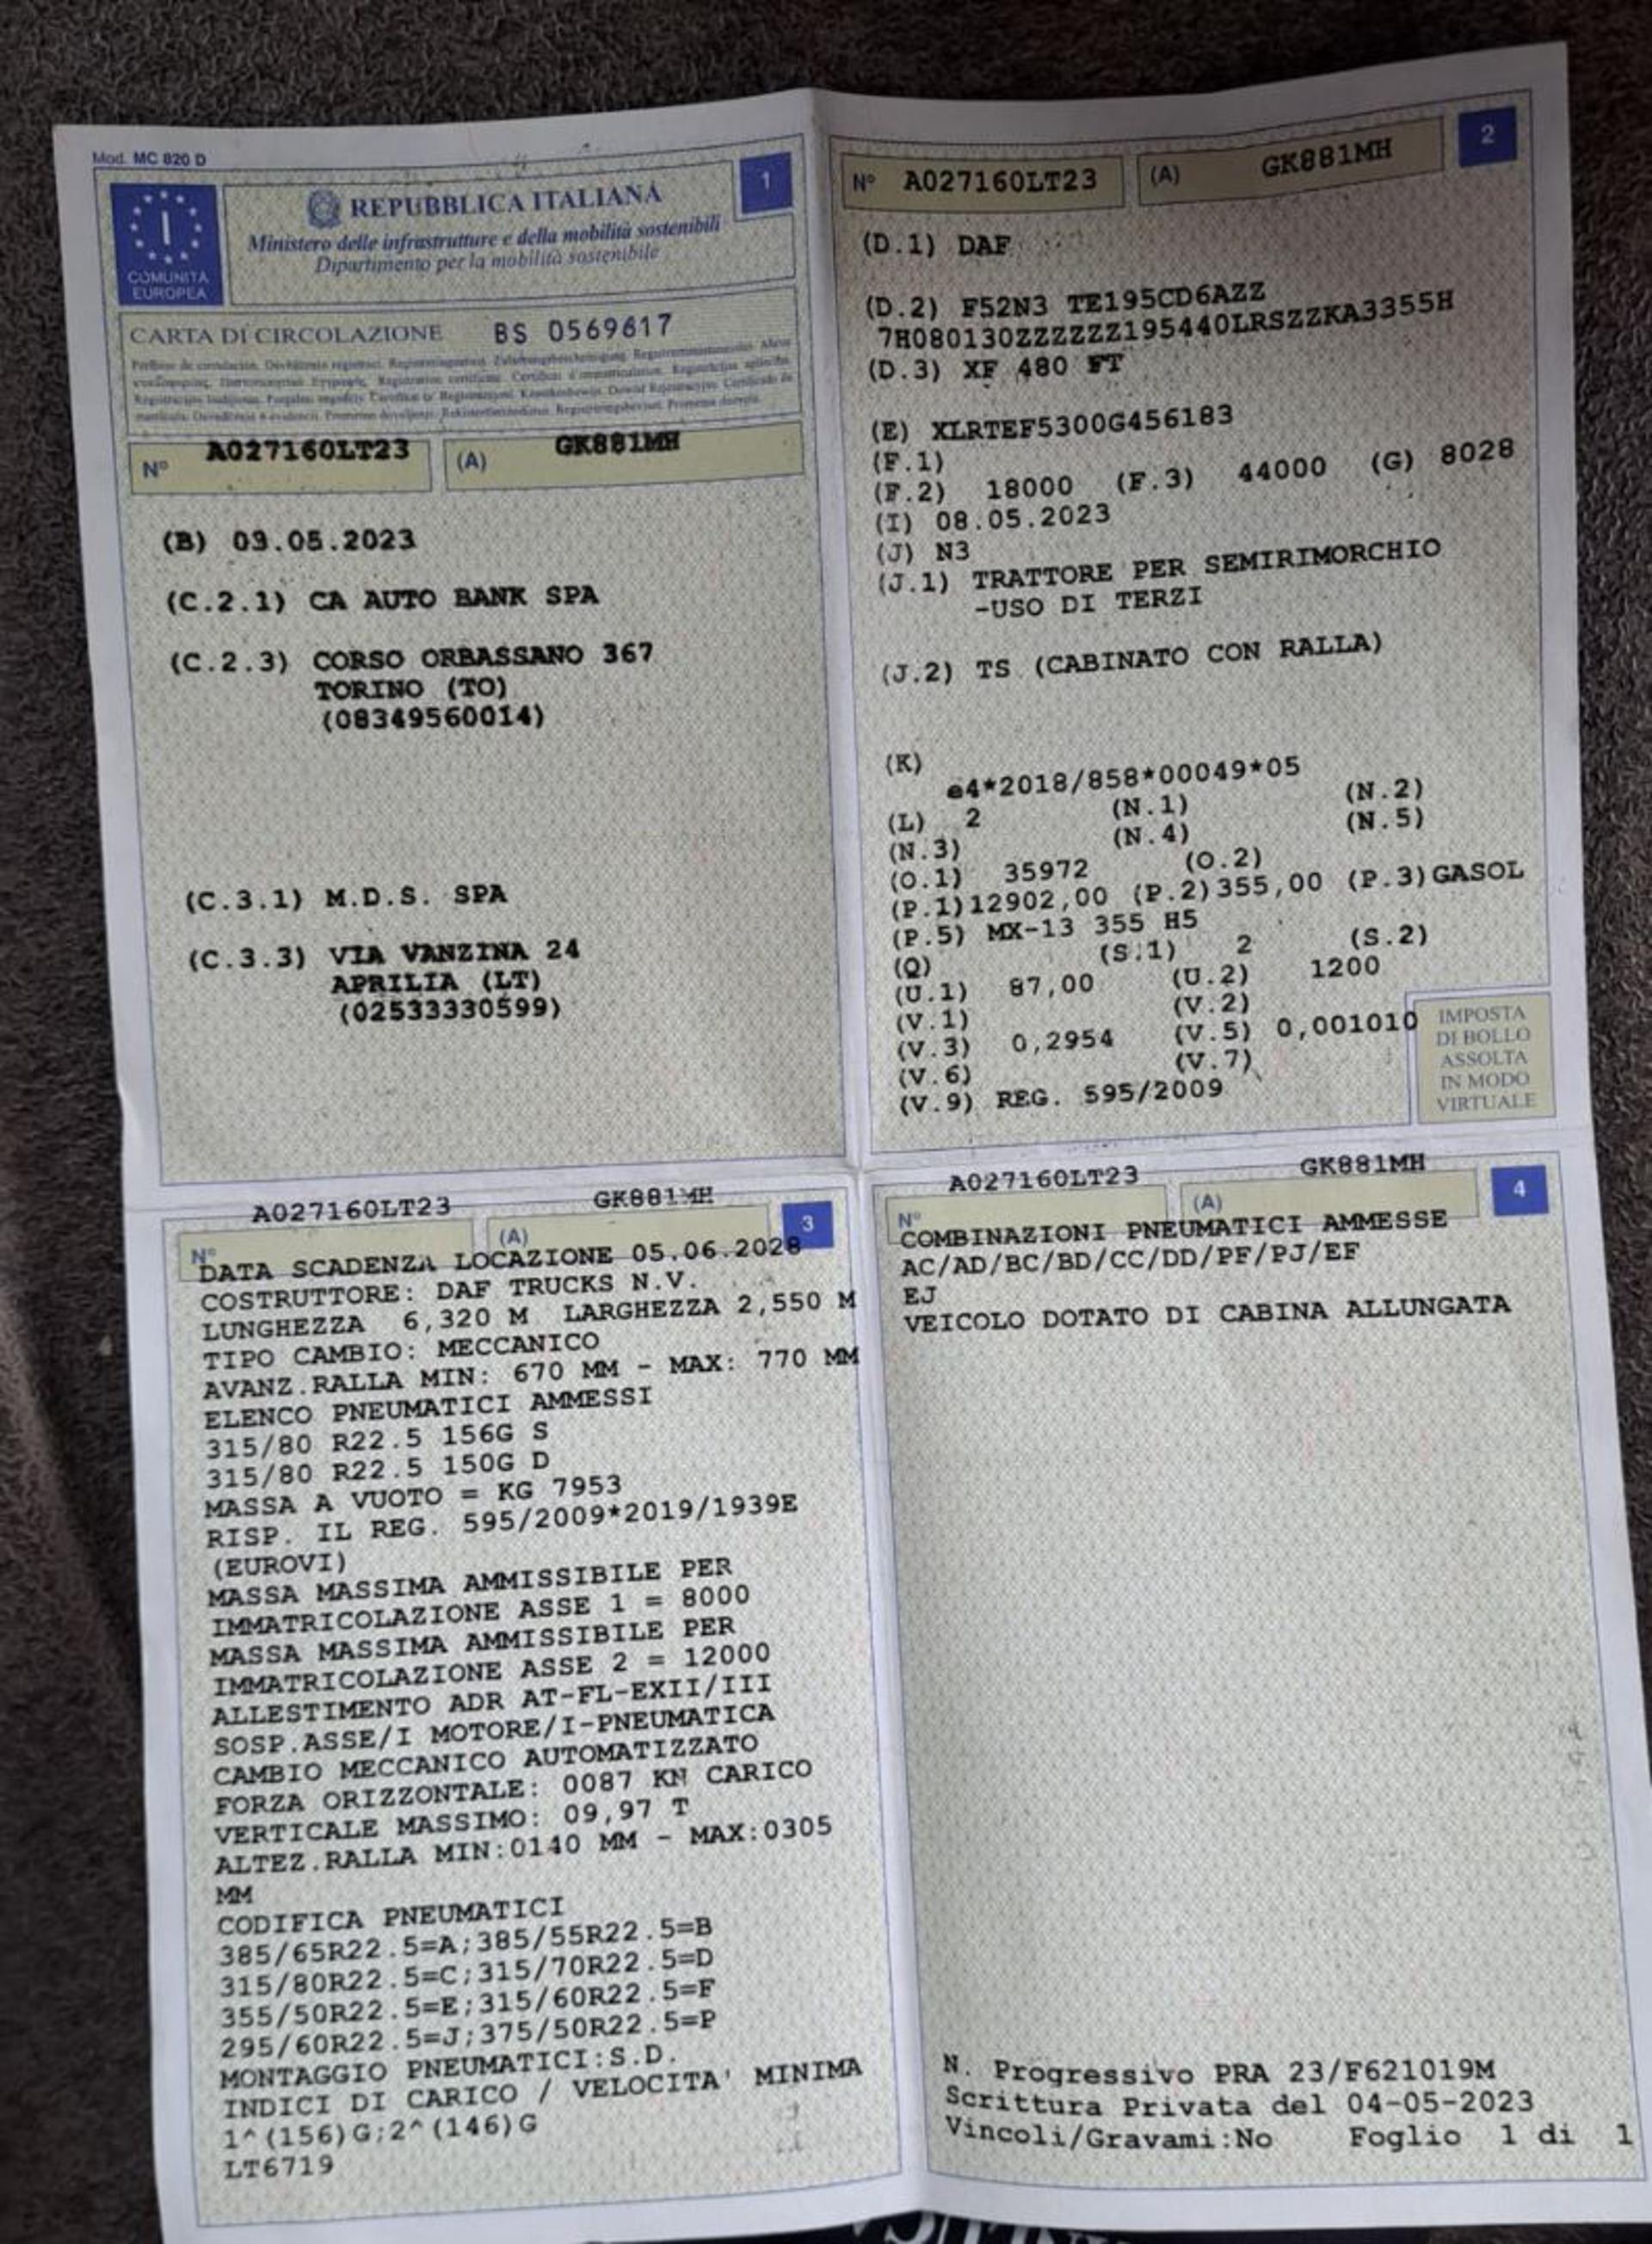 Mod. MC 820 D
1
COMUNITÀ
EUROPEA
REPUBBLICA ITALIANA
Ministero delle infrastrutture e della mobilità sostenibili
Dipartimento per la mobilità sostenibile
CARTA DI CIRCOLAZIONE BS 0569617
N° A027160LT23 (A) GK881MH
(B) 03.05.2023
(C.2.1) CA AUTO BANK SPA
(C.2.3) CORSO ORBASSANO 367
TORINO (TO)
(08349560014)
(C.3.1) M.D.S. SPA
(C.3.3) VIA VANZINA 24
APRILIA (LT)
(02533330599)
2
N° A027160LT23 (A) GK881MH
(D.1) DAF
(D.2) F52N3 TE195CD6AZZ
7H080130ZZZZZZ195440LRSZZKA3355H
(D.3) XF 480 FT
(E) XLRTEF5300G456183
(F.1)
(F.2) 18000 (F.3) 44000 (G) 8028
(I) 08.05.2023
(J) N3
(J.1) TRATTORE PER SEMIRIMORCHIO
-USO DI TERZI
(J.2) TS (CABINATO CON RALLA)
(K)
e4*2018/858*00049*05
(L) 2 (N.1) (N.2)
(N.3) (N.4) (N.5)
(O.1) 35972 (O.2)
(P.1)12902,00 (P.2)355,00 (P.3)GASOL
(P.5) MX-13 355 H5
(Q) (S.1) 2 (S.2)
(U.1) 87,00 (U.2) 1200
(V.1) (V.2)
(V.3) 0,2954 (V.5) 0,001010
(V.6) (V.7)
(V.9) REG. 595/2009
IMPOSTA
DI BOLLO
ASSOLTA
IN MODO
VIRTUALE
A027160LT23 GK881MH
N° (A) 3
DATA SCADENZA LOCAZIONE 05.06.2028
COSTRUTTORE: DAF TRUCKS N.V.
LUNGHEZZA 6,320 M LARGHEZZA 2,550 M
TIPO CAMBIO: MECCANICO
AVANZ.RALLA MIN: 670 MM - MAX: 770 MM
ELENCO PNEUMATICI AMMESSI
315/80 R22.5 156G S
315/80 R22.5 150G D
MASSA A VUOTO = KG 7953
RISP. IL REG. 595/2009*2019/1939E
(EUROVI)
MASSA MASSIMA AMMISSIBILE PER
IMMATRICOLAZIONE ASSE 1 = 8000
MASSA MASSIMA AMMISSIBILE PER
IMMATRICOLAZIONE ASSE 2 = 12000
ALLESTIMENTO ADR AT-FL-EXII/III
SOSP.ASSE/I MOTORE/I-PNEUMATICA
CAMBIO MECCANICO AUTOMATIZZATO
FORZA ORIZZONTALE: 0087 KN CARICO
VERTICALE MASSIMO: 09,97 T
ALTEZ.RALLA MIN:0140 MM - MAX:0305
MM
CODIFICA PNEUMATICI
385/65R22.5=A;385/55R22.5=B
315/80R22.5=C;315/70R22.5=D
355/50R22.5=E;315/60R22.5=F
295/60R22.5=J;375/50R22.5=P
MONTAGGIO PNEUMATICI:S.D.
INDICI DI CARICO / VELOCITA' MINIMA
1^(156)G;2^(146)G
LT6719
A027160LT23 GK881MH
N° (A) 4
COMBINAZIONI PNEUMATICI AMMESSE
AC/AD/BC/BD/CC/DD/PF/PJ/EF
EJ
VEICOLO DOTATO DI CABINA ALLUNGATA
N. Progressivo PRA 23/F621019M
Scrittura Privata del 04-05-2023
Vincoli/Gravami:No Foglio 1 di 1